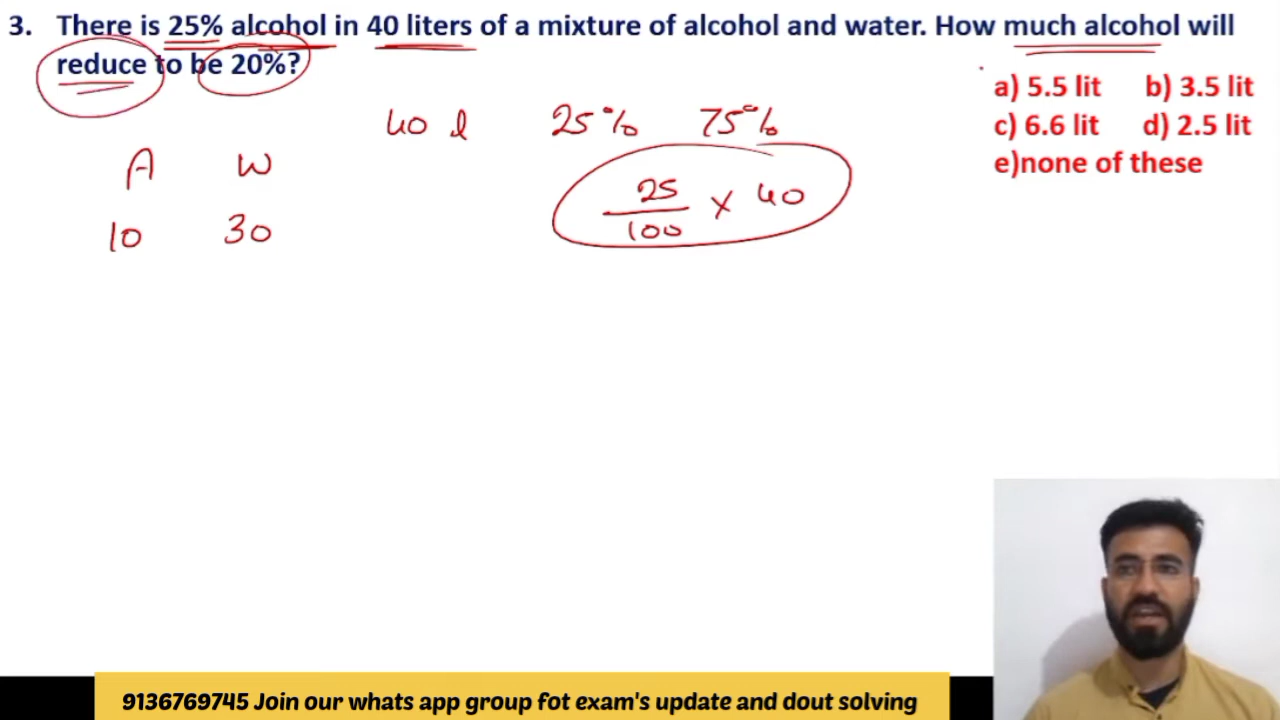 3. There is 25% alcohol in 40 liters of a mixture of alcohol and water. How much alcohol will
reduce to be 20%?
a) 5.5 lit b) 3.5 lit
c) 6.6 lit d) 2.5 lit
e)none of these
40 l 25% 75%
A W
25/100 × 40
10 30
9136769745 Join our whats app group fot exam's update and dout solving